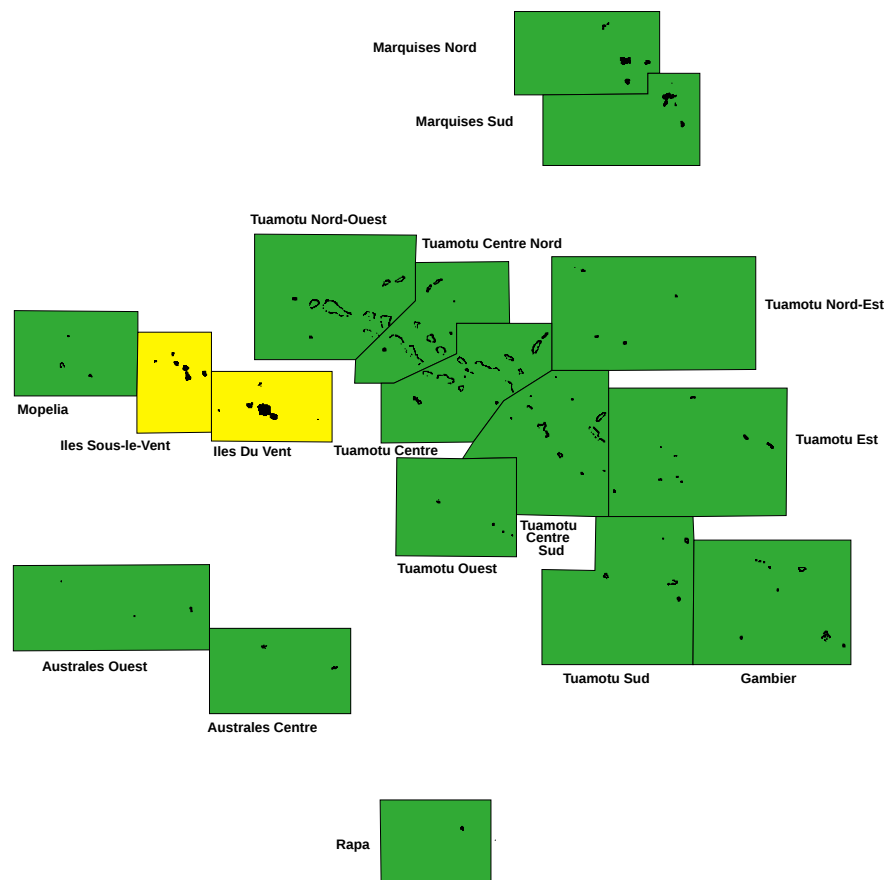 Marquises Nord
Marquises Sud
Tuamotu Nord-Ouest
Tuamotu Centre Nord
Tuamotu Nord-Est
Mopelia
Iles Sous-le-Vent
Iles Du Vent
Tuamotu Centre
Tuamotu Est
Tuamotu
Centre
Sud
Tuamotu Ouest
Australes Ouest
Tuamotu Sud
Gambier
Australes Centre
Rapa